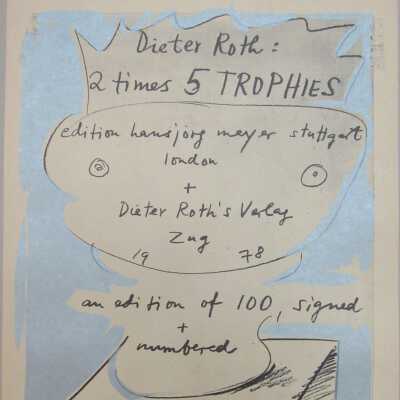 Dieter Roth:
2 times 5 TROPHIES
edition hansjörg mayer stuttgart
london
+
Dieter Roth's Verlag
Zug
19 78
an edition of 100, signed
+
numbered